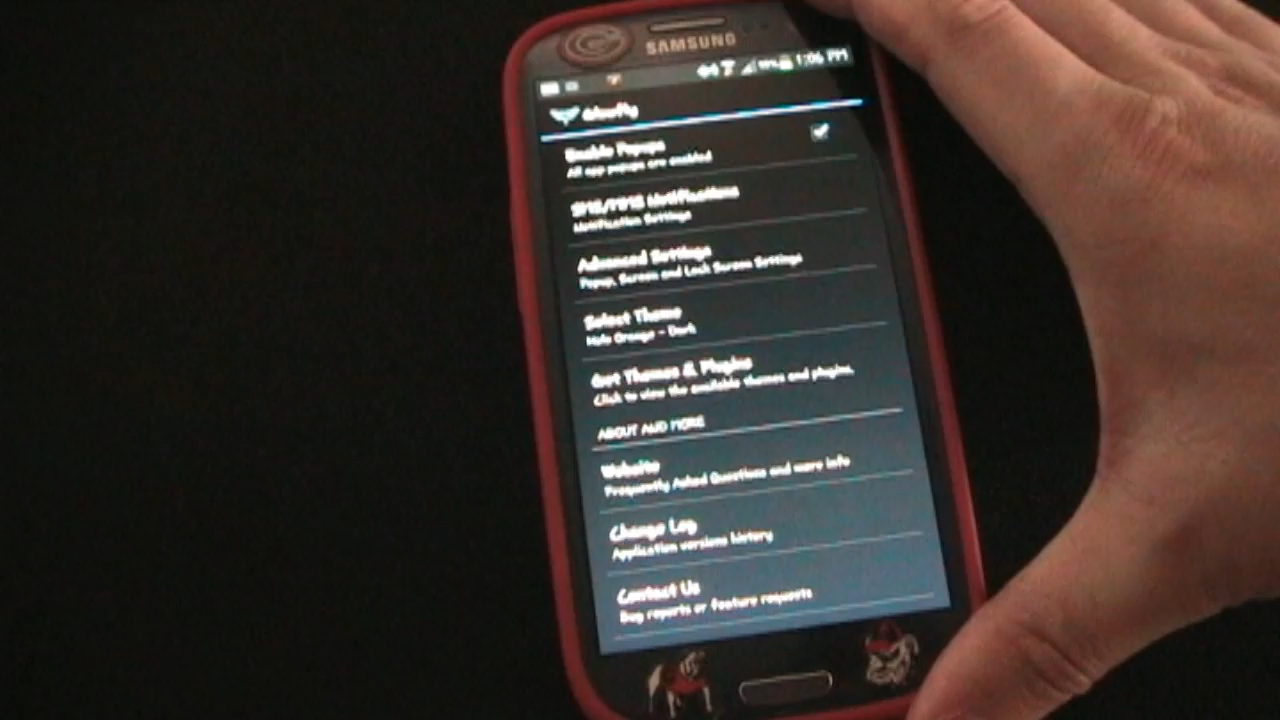 SAMSUNG
1:06 PM
Glowfly
Enable Popups
All app popups are enabled
SMS/MMS Notifications
Notification Settings
Advanced Settings
Popup, Screen and Lock Screen Settings
Select Theme
Holo Orange - Dark
Get Themes & Plugins
Click to view the available themes and plugins.
ABOUT AND MORE
Website
Frequently Asked Questions and more info
Change Log
Application versions history
Contact Us
Bug reports or feature requests